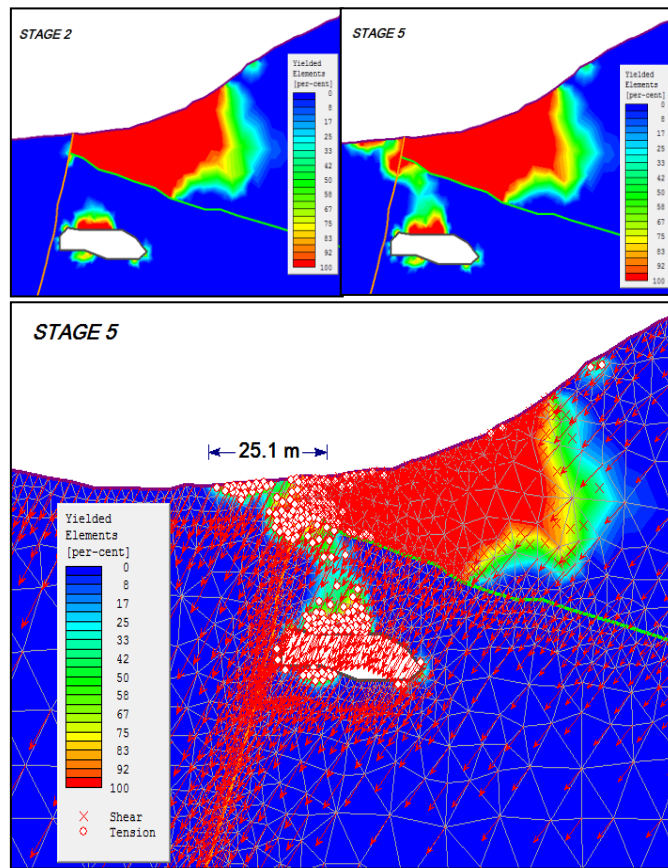 STAGE 2
Yielded
Elements
[per-cent]
0
8
17
25
33
42
50
58
67
75
83
92
100
STAGE 5
Yielded
Elements
[per-cent]
0
8
17
25
33
42
50
58
67
75
83
92
100
STAGE 5
25.1 m
Yielded
Elements
[per-cent]
0
8
17
25
33
42
50
58
67
75
83
92
100
Shear
Tension